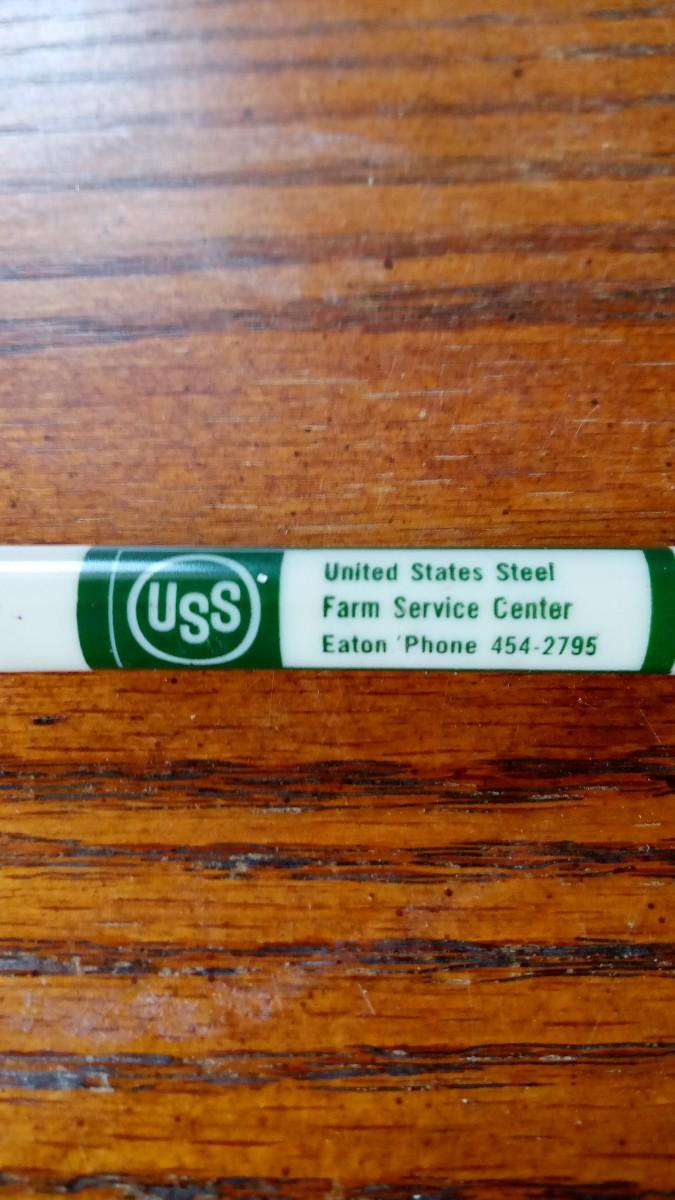 USS
United States Steel
Farm Service Center
Eaton 'Phone 454-2795